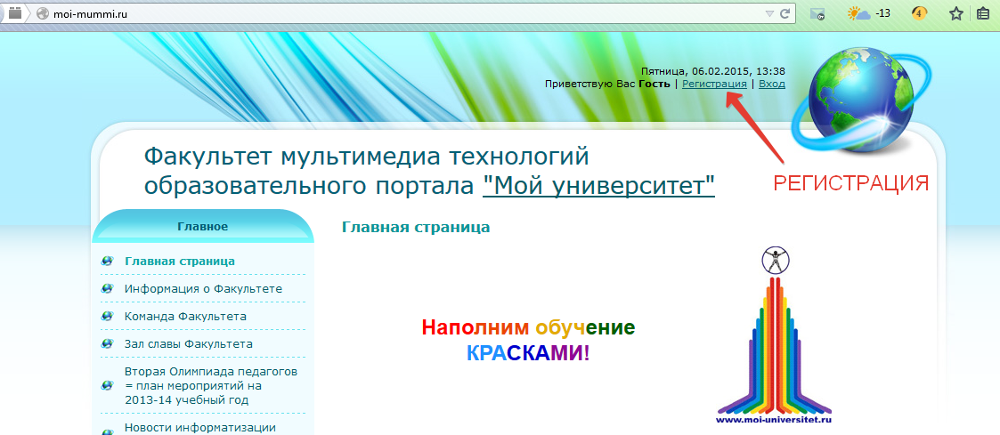 moi-mummi.ru
-13
4
Пятница, 06.02.2015, 13:38
Приветствую Вас Гость | Регистрация | Вход
РЕГИСТРАЦИЯ
Факультет мультимедиа технологий
образовательного портала "Мой университет"
Главное
Главная страница
Информация о Факультете
Команда Факультета
Зал славы Факультета
Вторая Олимпиада педагогов
= план мероприятий на
2013-14 учебный год
Новости информатизации
Главная страница
Наполним обучение
КРАСКАМИ!
www.moi-universitet.ru